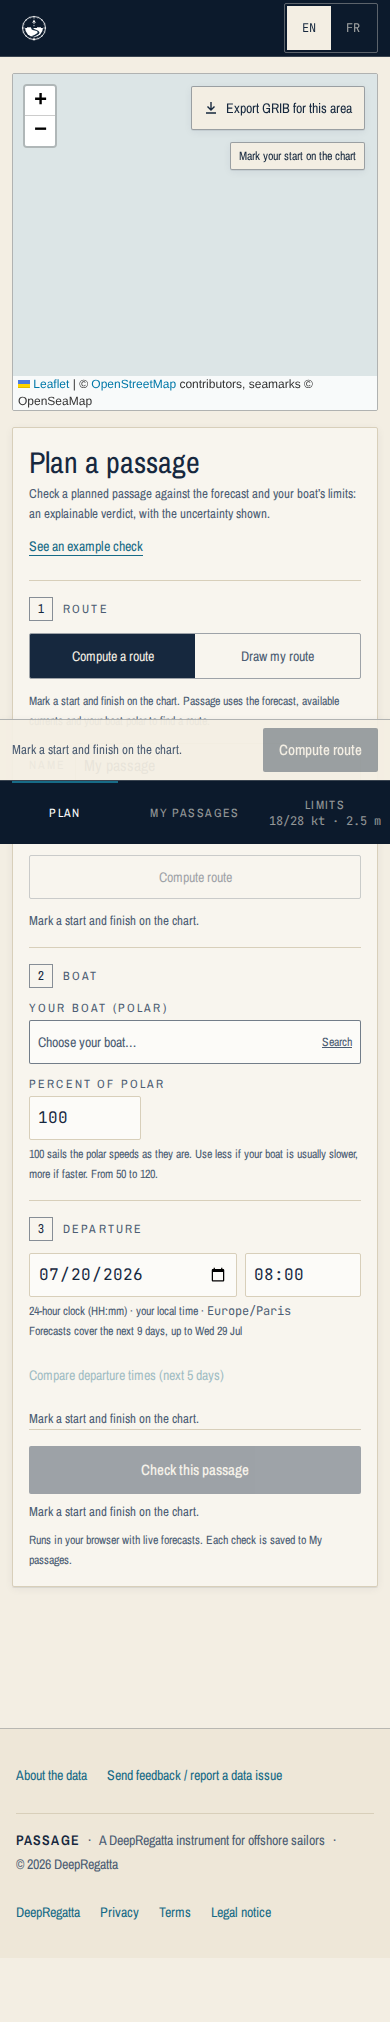 EN FR
+
−
Export GRIB for this area
Mark your start on the chart
Leaflet | © OpenStreetMap contributors, seamarks ©
OpenSeaMap
Plan a passage
Check a planned passage against the forecast and your boat's limits:
an explainable verdict, with the uncertainty shown.
See an example check
1 ROUTE
Compute a route Draw my route
Mark a start and finish on the chart. Passage uses the forecast, available
Mark a start and finish on the chart. Compute route
NAME My passage
PLAN MY PASSAGES LIMITS
18/28 kt · 2.5 m
Compute route
Mark a start and finish on the chart.
2 BOAT
YOUR BOAT (POLAR)
Choose your boat... Search
PERCENT OF POLAR
100
100 sails the polar speeds as they are. Use less if your boat is usually slower,
more if faster. From 50 to 120.
3 DEPARTURE
07/20/2026 08:00
24-hour clock (HH:mm) · your local time · Europe/Paris
Forecasts cover the next 9 days, up to Wed 29 Jul
Compare departure times (next 5 days)
Mark a start and finish on the chart.
Check this passage
Mark a start and finish on the chart.
Runs in your browser with live forecasts. Each check is saved to My
passages.
About the data Send feedback / report a data issue
PASSAGE · A DeepRegatta instrument for offshore sailors ·
© 2026 DeepRegatta
DeepRegatta Privacy Terms Legal notice